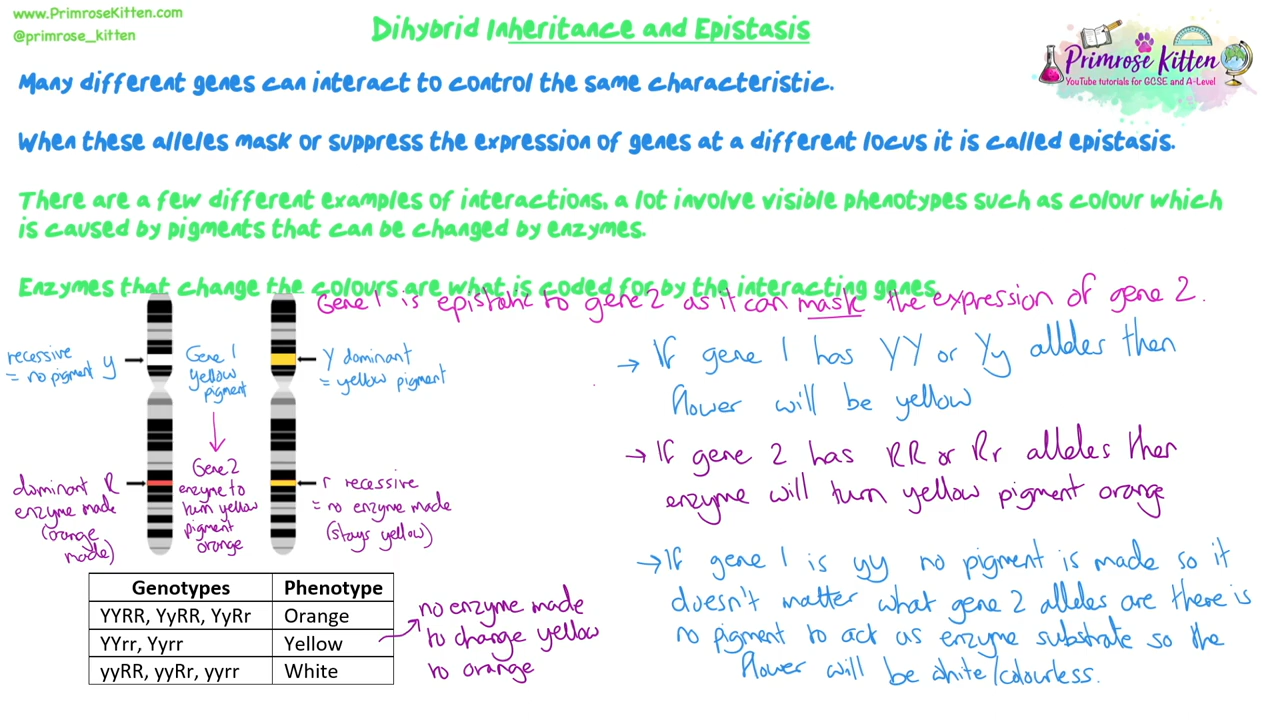 www.PrimroseKitten.com
@primrose_kitten
Dihybrid Inheritance and Epistasis
Primrose Kitten
YouTube tutorials for GCSE and A-Level
Many different genes can interact to control the same characteristic.
When these alleles mask or suppress the expression of genes at a different locus it is called epistasis.
There are a few different examples of interactions, a lot involve visible phenotypes such as colour which
is caused by pigments that can be changed by enzymes.
Enzymes that change the colours are what is coded for by the interacting genes.
Gene 1 is epistatic to gene 2 as it can mask the expression of gene 2.
recessive
= no pigment y
Gene 1
yellow
pigment
Y dominant
= yellow pigment
dominant R
enzyme made
(orange
made)
Gene 2
enzyme to
turn yellow
pigment
orange
r recessive
= no enzyme made
(stays yellow)
→ If gene 1 has YY or Yy alleles then
flower will be yellow
→ If gene 2 has RR or Rr alleles then
enzyme will turn yellow pigment orange
→ If gene 1 is yy no pigment is made so it
doesn't matter what gene 2 alleles are there is
no pigment to act as enzyme substrate so the
flower will be white/colourless.
Genotypes Phenotype
YYRR, YyRR, YyRr Orange
YYrr, Yyrr Yellow
yyRR, yyRr, yyrr White
no enzyme made
to change yellow
to orange